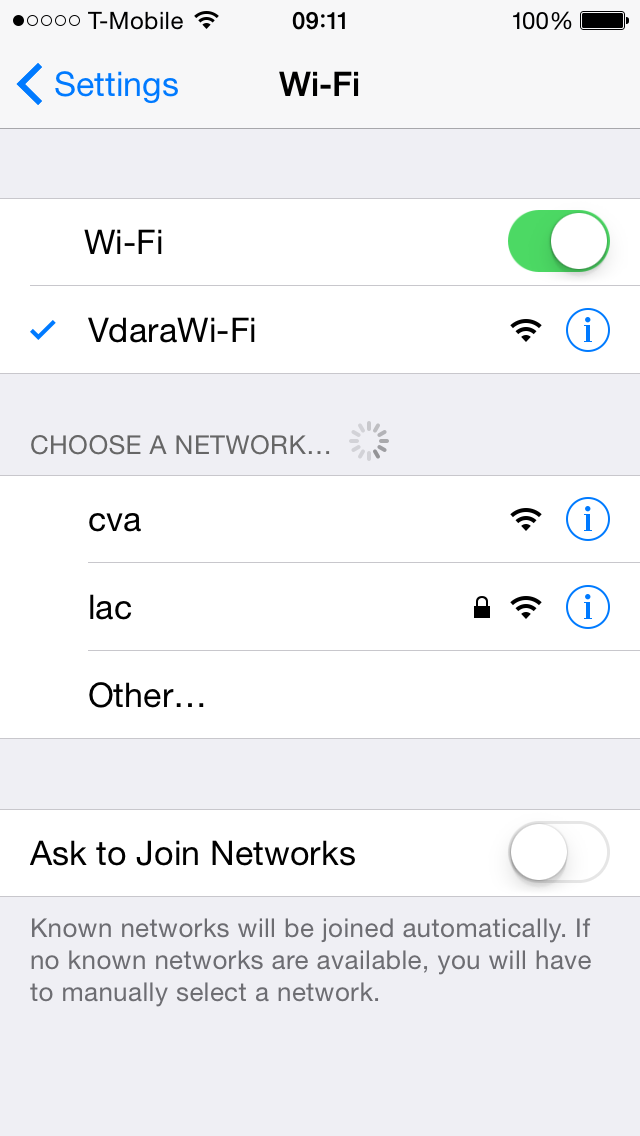 T-Mobile 09:11 100%
Settings Wi-Fi
Wi-Fi
VdaraWi-Fi
CHOOSE A NETWORK...
cva
lac
Other...
Ask to Join Networks
Known networks will be joined automatically. If
no known networks are available, you will have
to manually select a network.